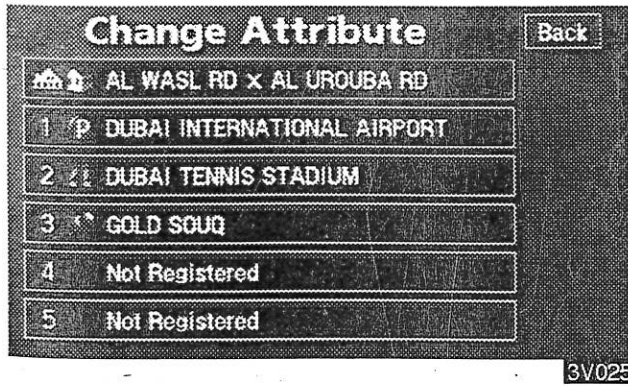 Change Attribute
Back
AL WASL RD × AL UROUBA RD
1 P DUBAI INTERNATIONAL AIRPORT
2 DUBAI TENNIS STADIUM
3 GOLD SOUQ
4 Not Registered
5 Not Registered
3V025